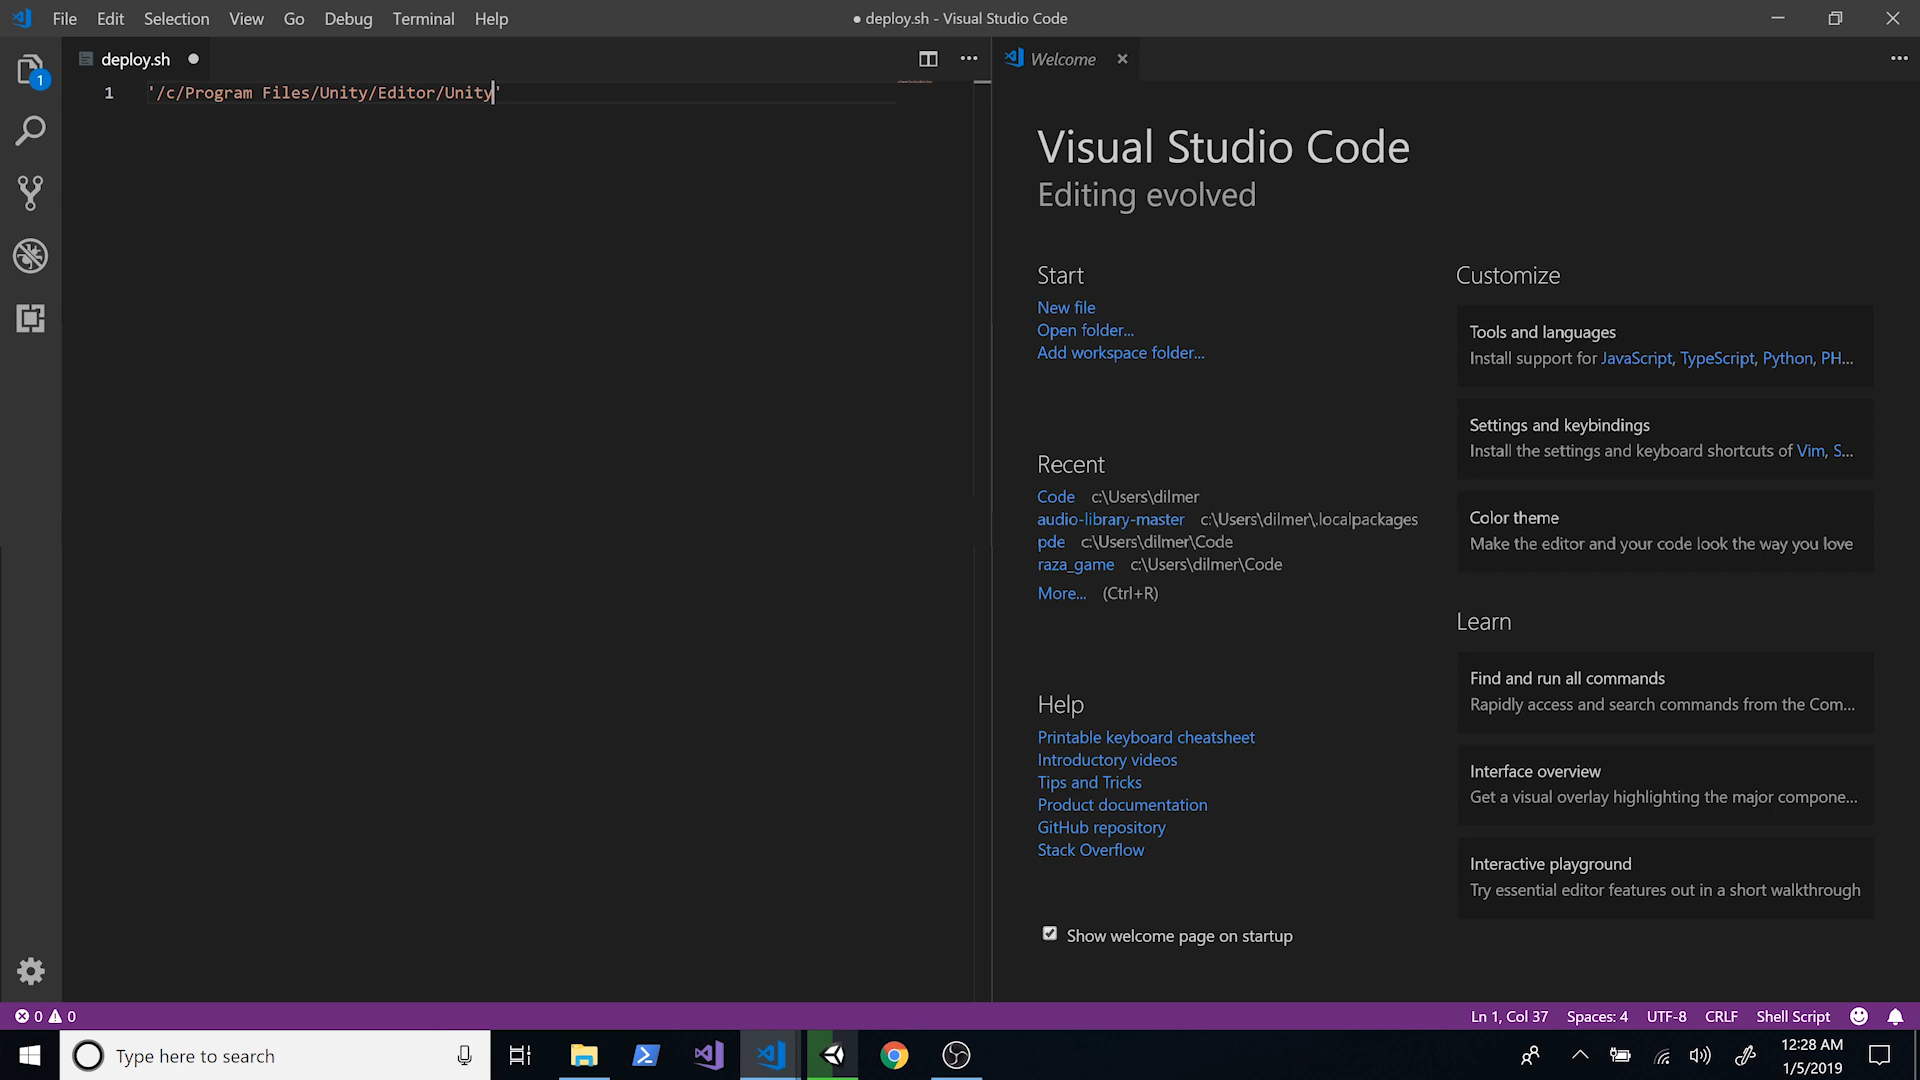 File Edit Selection View Go Debug Terminal Help
● deploy.sh - Visual Studio Code
deploy.sh ●
Welcome
1 '/c/Program Files/Unity/Editor/Unity'
1
Visual Studio Code
Editing evolved
Start
New file
Open folder...
Add workspace folder...
Recent
Code c:\Users\dilmer
audio-library-master c:\Users\dilmer\.localpackages
pde c:\Users\dilmer\Code
raza_game c:\Users\dilmer\Code
More... (Ctrl+R)
Help
Printable keyboard cheatsheet
Introductory videos
Tips and Tricks
Product documentation
GitHub repository
Stack Overflow
Show welcome page on startup
Customize
Tools and languages
Install support for JavaScript, TypeScript, Python, PH...
Settings and keybindings
Install the settings and keyboard shortcuts of Vim, S...
Color theme
Make the editor and your code look the way you love
Learn
Find and run all commands
Rapidly access and search commands from the Com...
Interface overview
Get a visual overlay highlighting the major compone...
Interactive playground
Try essential editor features out in a short walkthrough
0 0
Ln 1, Col 37 Spaces: 4 UTF-8 CRLF Shell Script
Type here to search
12:28 AM
1/5/2019